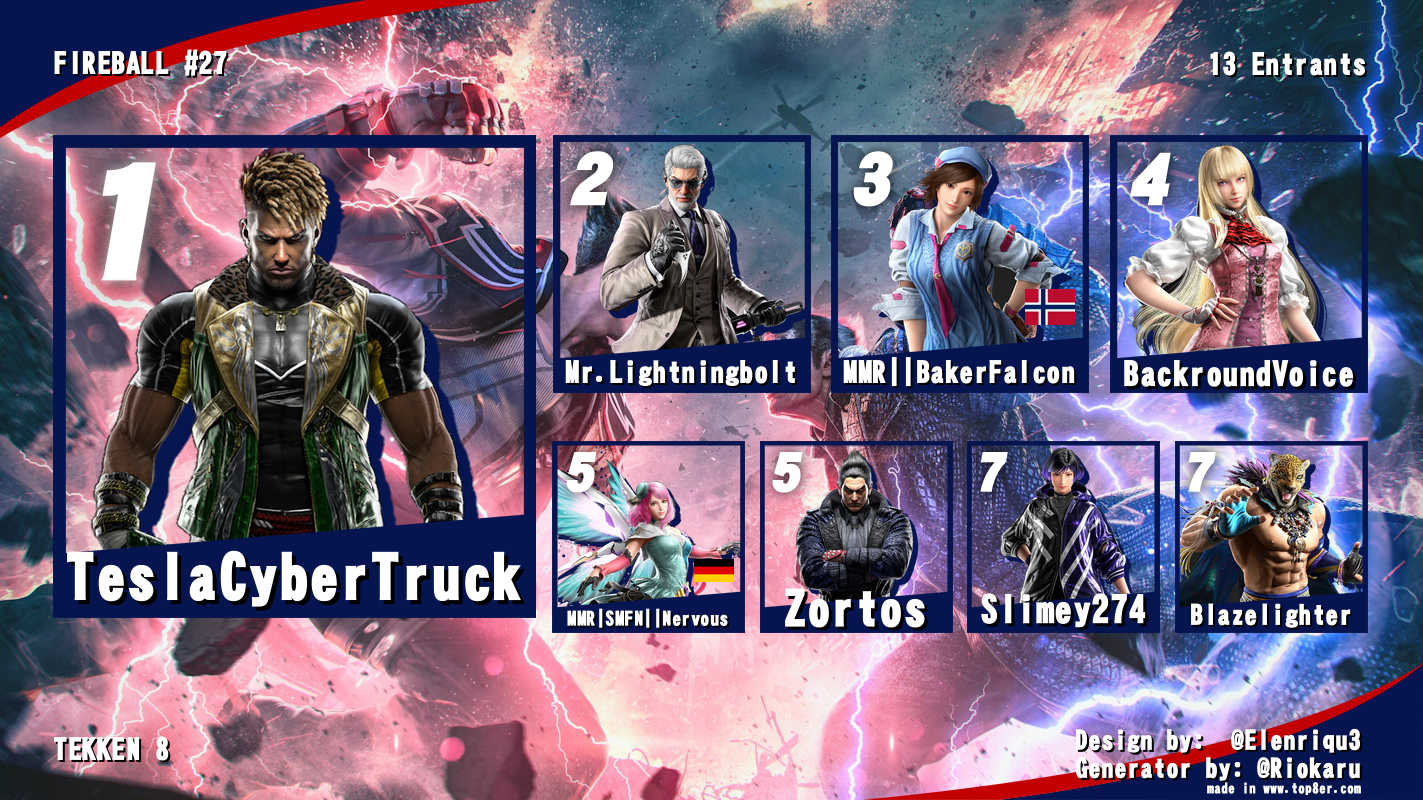 FIREBALL #27
13 Entrants
1
TeslaCyberTruck
2
Mr.Lightningbolt
3
MMR||BakerFalcon
4
BackroundVoice
5
MMR|SMFN||Nervous
5
Zortos
7
Slimey274
7
Blazelighter
TEKKEN 8
Design by: @Elenriqu3
Generator by: @Riokaru
made in www.top8er.com